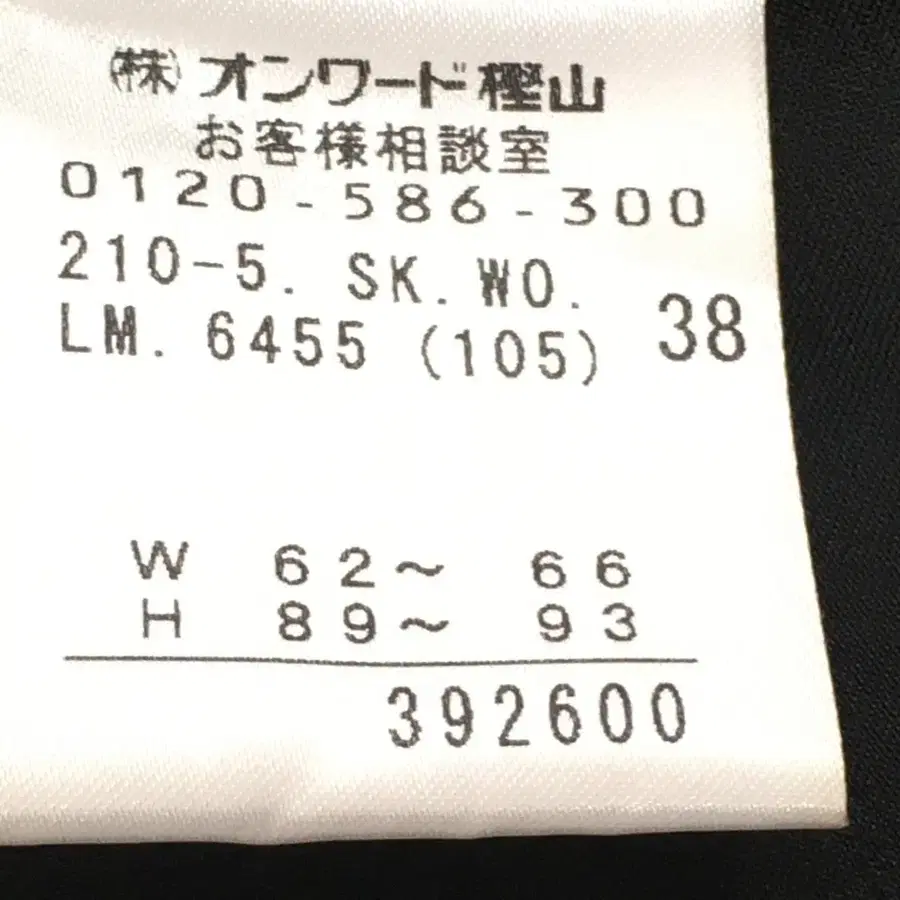 (株)オンワード樫山
お客様相談室
0120-586-300
210-5. SK.WO.
LM. 6455 (105) 38
W 62~ 66
H 89~ 93
392600